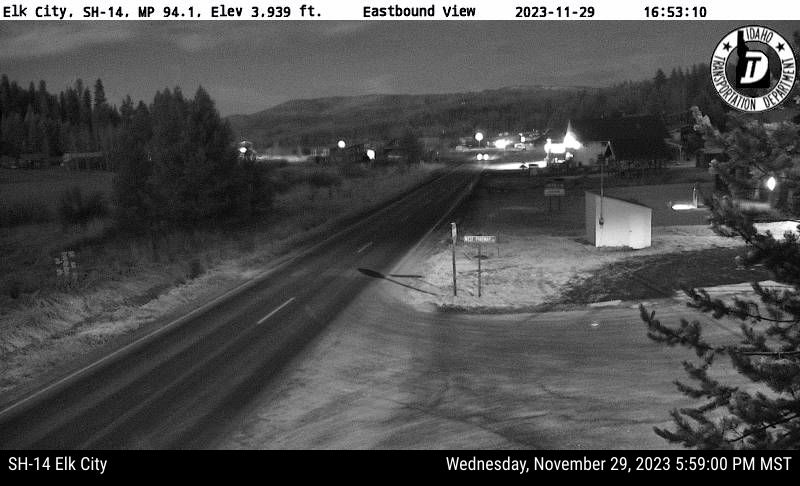 Elk City, SH-14, MP 94.1, Elev 3,939 ft. Eastbound View 2023-11-29 16:53:10
IDAHO TRANSPORTATION DEPARTMENT
SH-14 Elk City Wednesday, November 29, 2023 5:59:00 PM MST